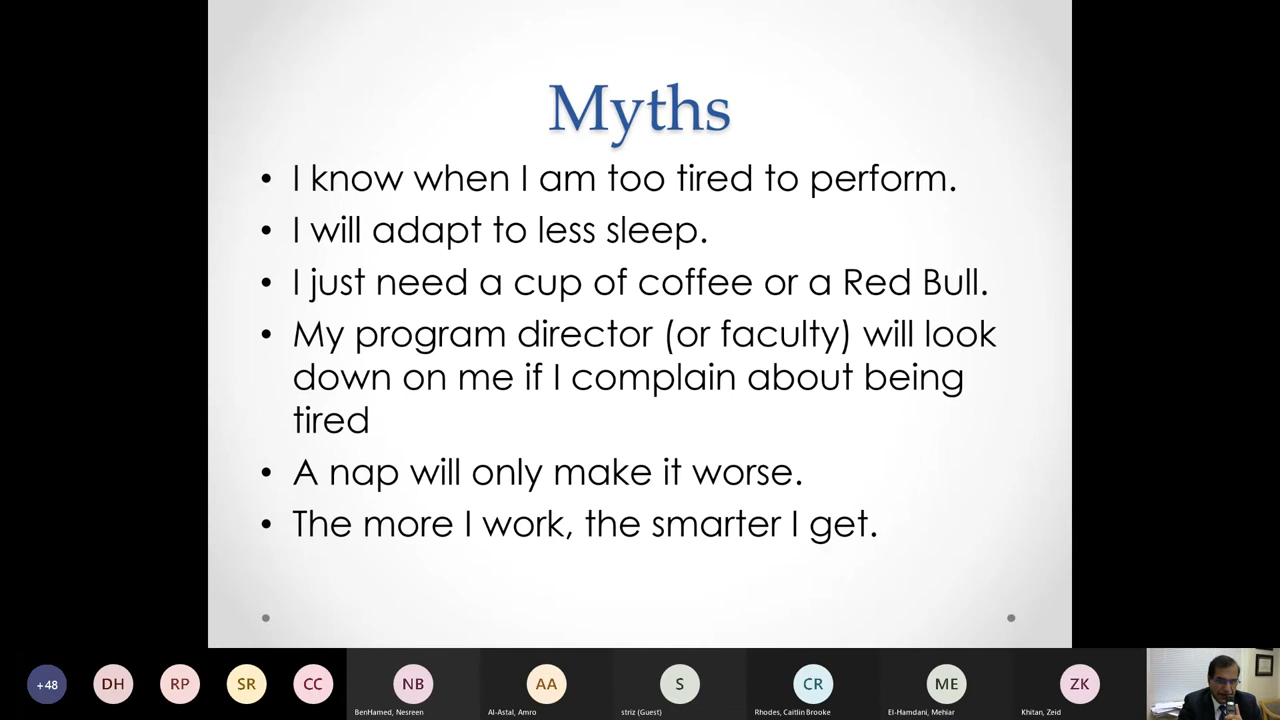 Myths
• I know when I am too tired to perform.
• I will adapt to less sleep.
• I just need a cup of coffee or a Red Bull.
• My program director (or faculty) will look
down on me if I complain about being
tired
• A nap will only make it worse.
• The more I work, the smarter I get.
+48
DH
RP
SR
CC
NB
AA
S
CR
ME
ZK
BenHamed, Nesreen
Al-Astal, Amro
striz (Guest)
Rhodes, Caitlin Brooke
El-Hamdani, Mehiar
Khitan, Zeid